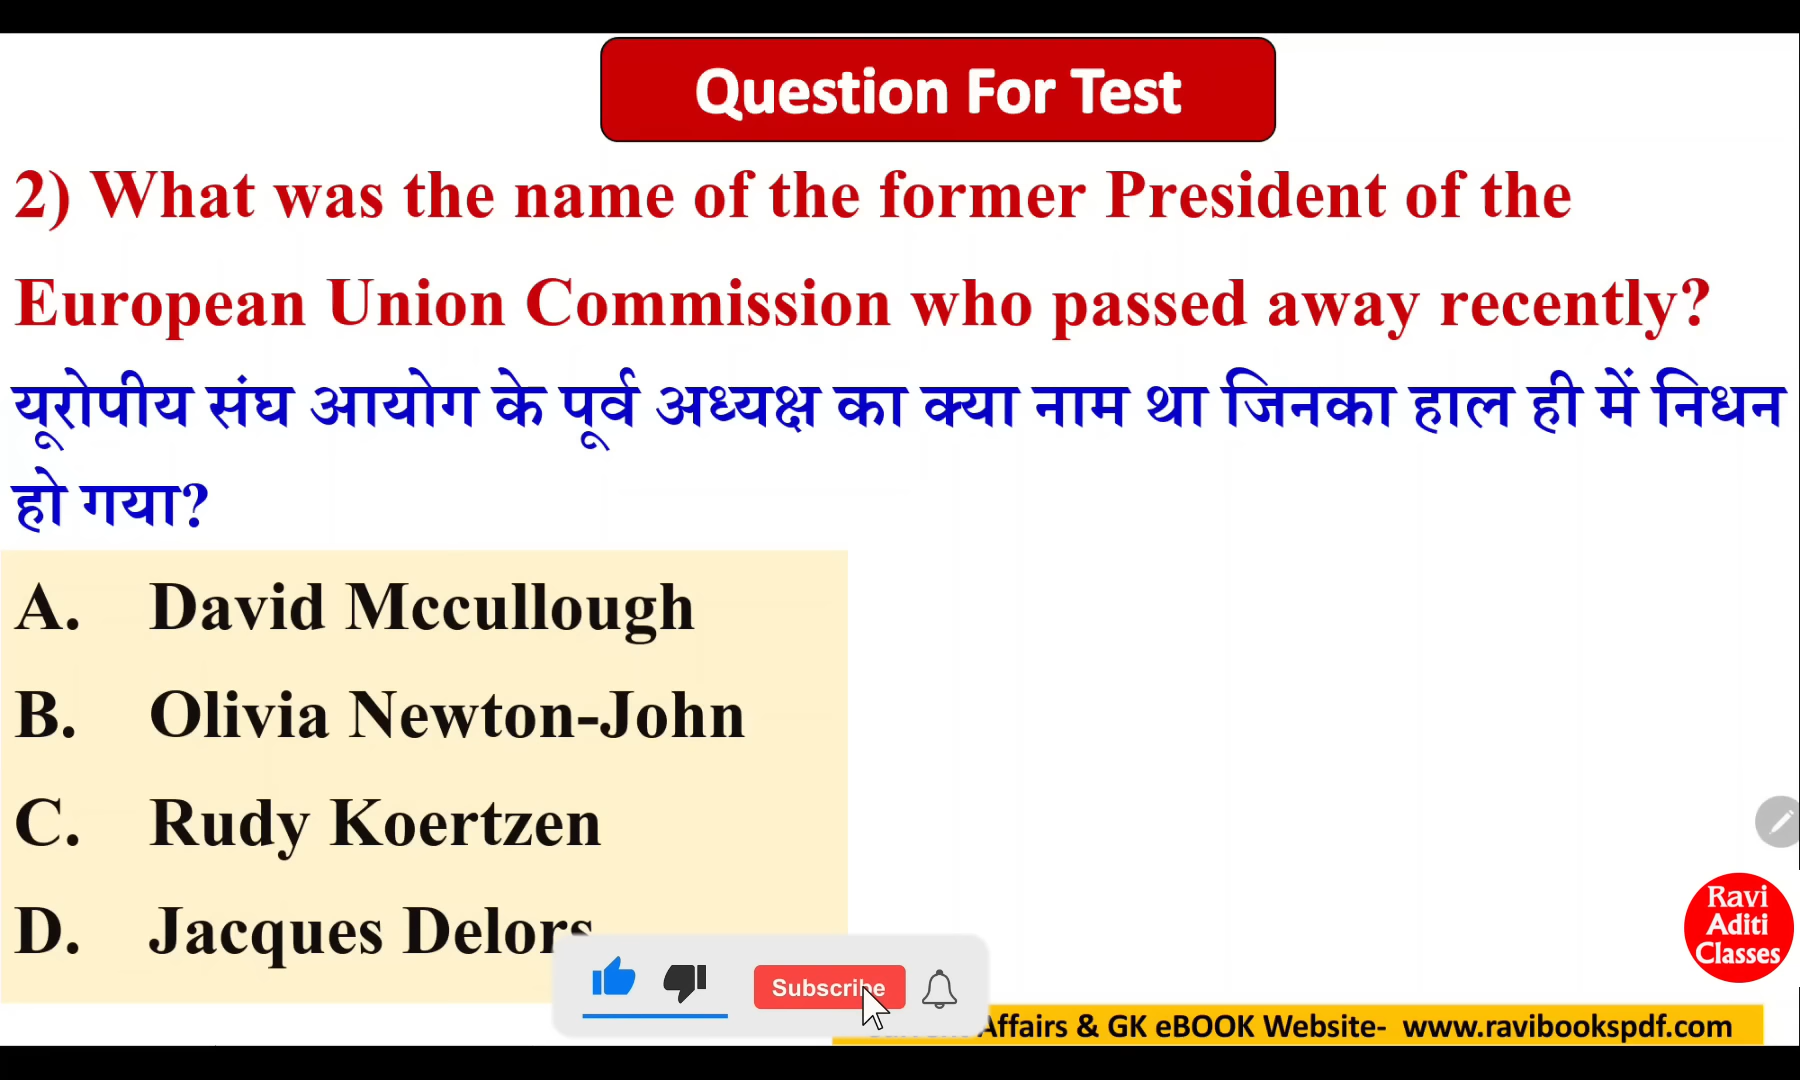 Question For Test
2) What was the name of the former President of the
European Union Commission who passed away recently?
यूरोपीय संघ आयोग के पूर्व अध्यक्ष का क्या नाम था जिनका हाल ही में निधन
हो गया?
A. David Mccullough
B. Olivia Newton-John
C. Rudy Koertzen
D. Jacques Delors
Subscribe
Ravi
Aditi
Classes
Affairs & GK eBOOK Website- www.ravibookspdf.com